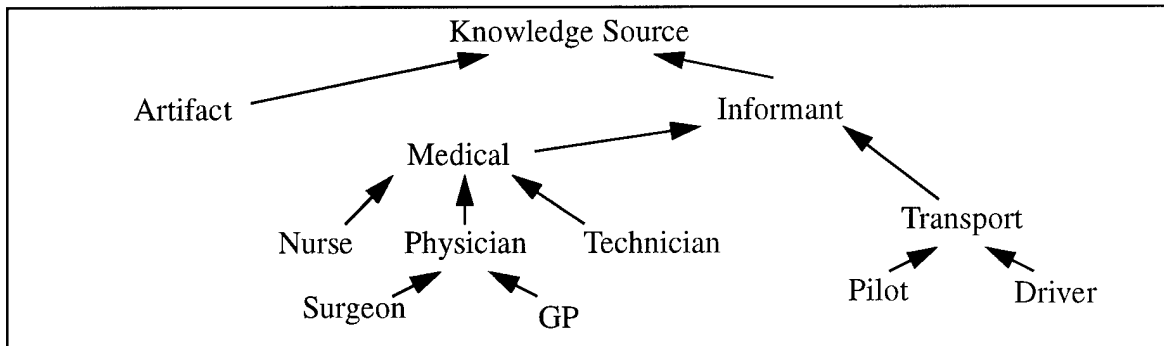 Knowledge Source
Artifact
Informant
Medical
Transport
Nurse
Physician
Technician
Pilot
Driver
Surgeon
GP